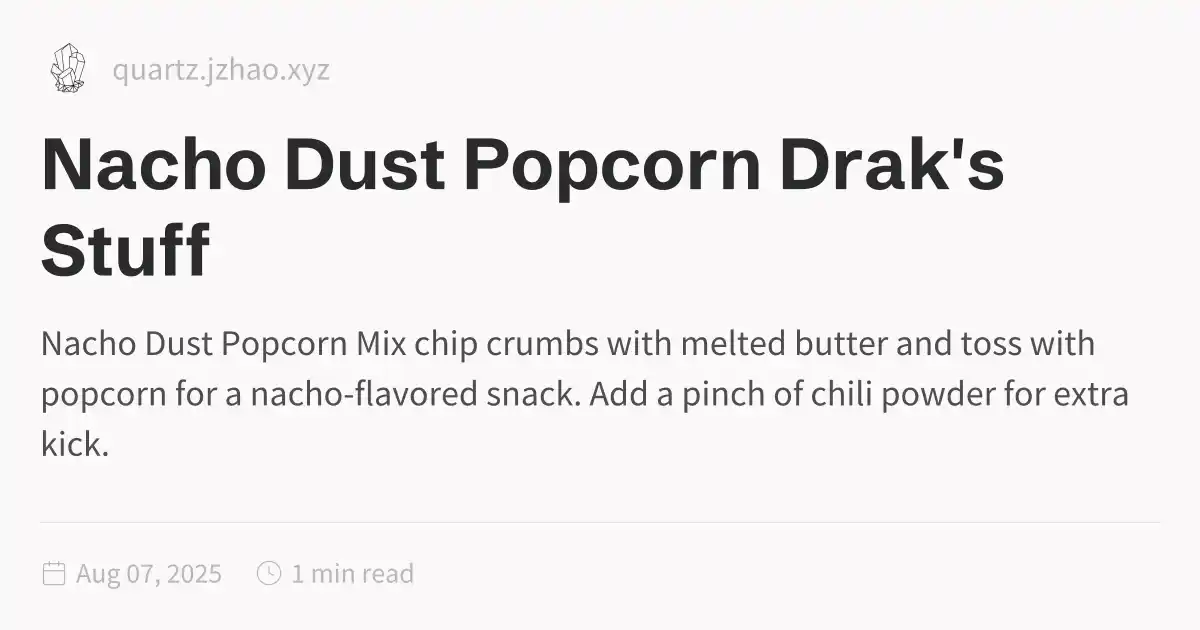 quartz.jzhao.xyz
Nacho Dust Popcorn Drak's
Stuff
Nacho Dust Popcorn Mix chip crumbs with melted butter and toss with
popcorn for a nacho-flavored snack. Add a pinch of chili powder for extra
kick.
Aug 07, 2025 1 min read